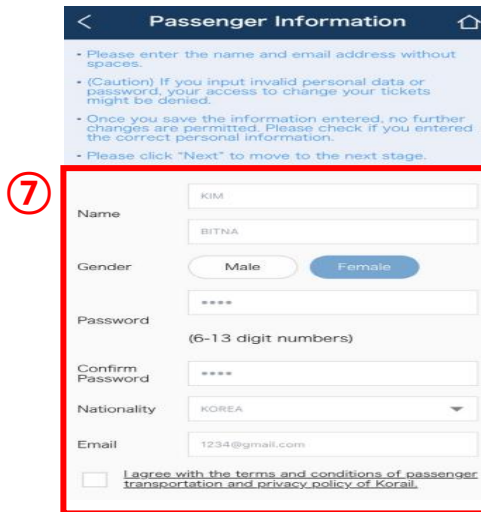 Passenger Information
- Please enter the name and email address without
spaces.
- (Caution) If you input invalid personal data or
password, your access to change your tickets
might be denied.
- Once you save the information entered, no further
changes are permitted. Please check if you entered
the correct personal information.
- Please click "Next" to move to the next stage.
⑦
Name
KIM
BITNA
Gender
Male
Female
Password
****
(6-13 digit numbers)
Confirm
Password
****
Nationality
KOREA
Email
1234@gmail.com
I agree with the terms and conditions of passenger
transportation and privacy policy of Korail.